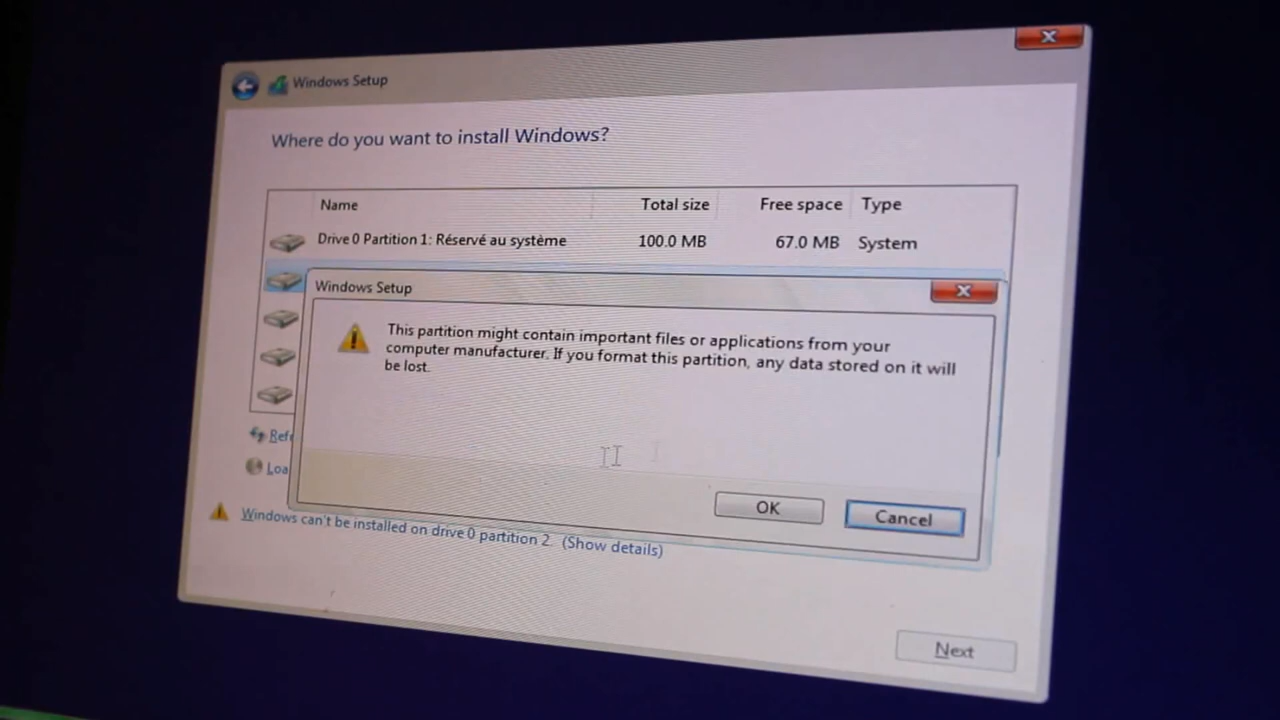 Windows Setup
Where do you want to install Windows?
Name Total size Free space Type
Drive 0 Partition 1: Réservé au système 100.0 MB 67.0 MB System
Windows Setup
This partition might contain important files or applications from your
computer manufacturer. If you format this partition, any data stored on it will
be lost.
OK Cancel
Windows can't be installed on drive 0 partition 2. (Show details)
Next